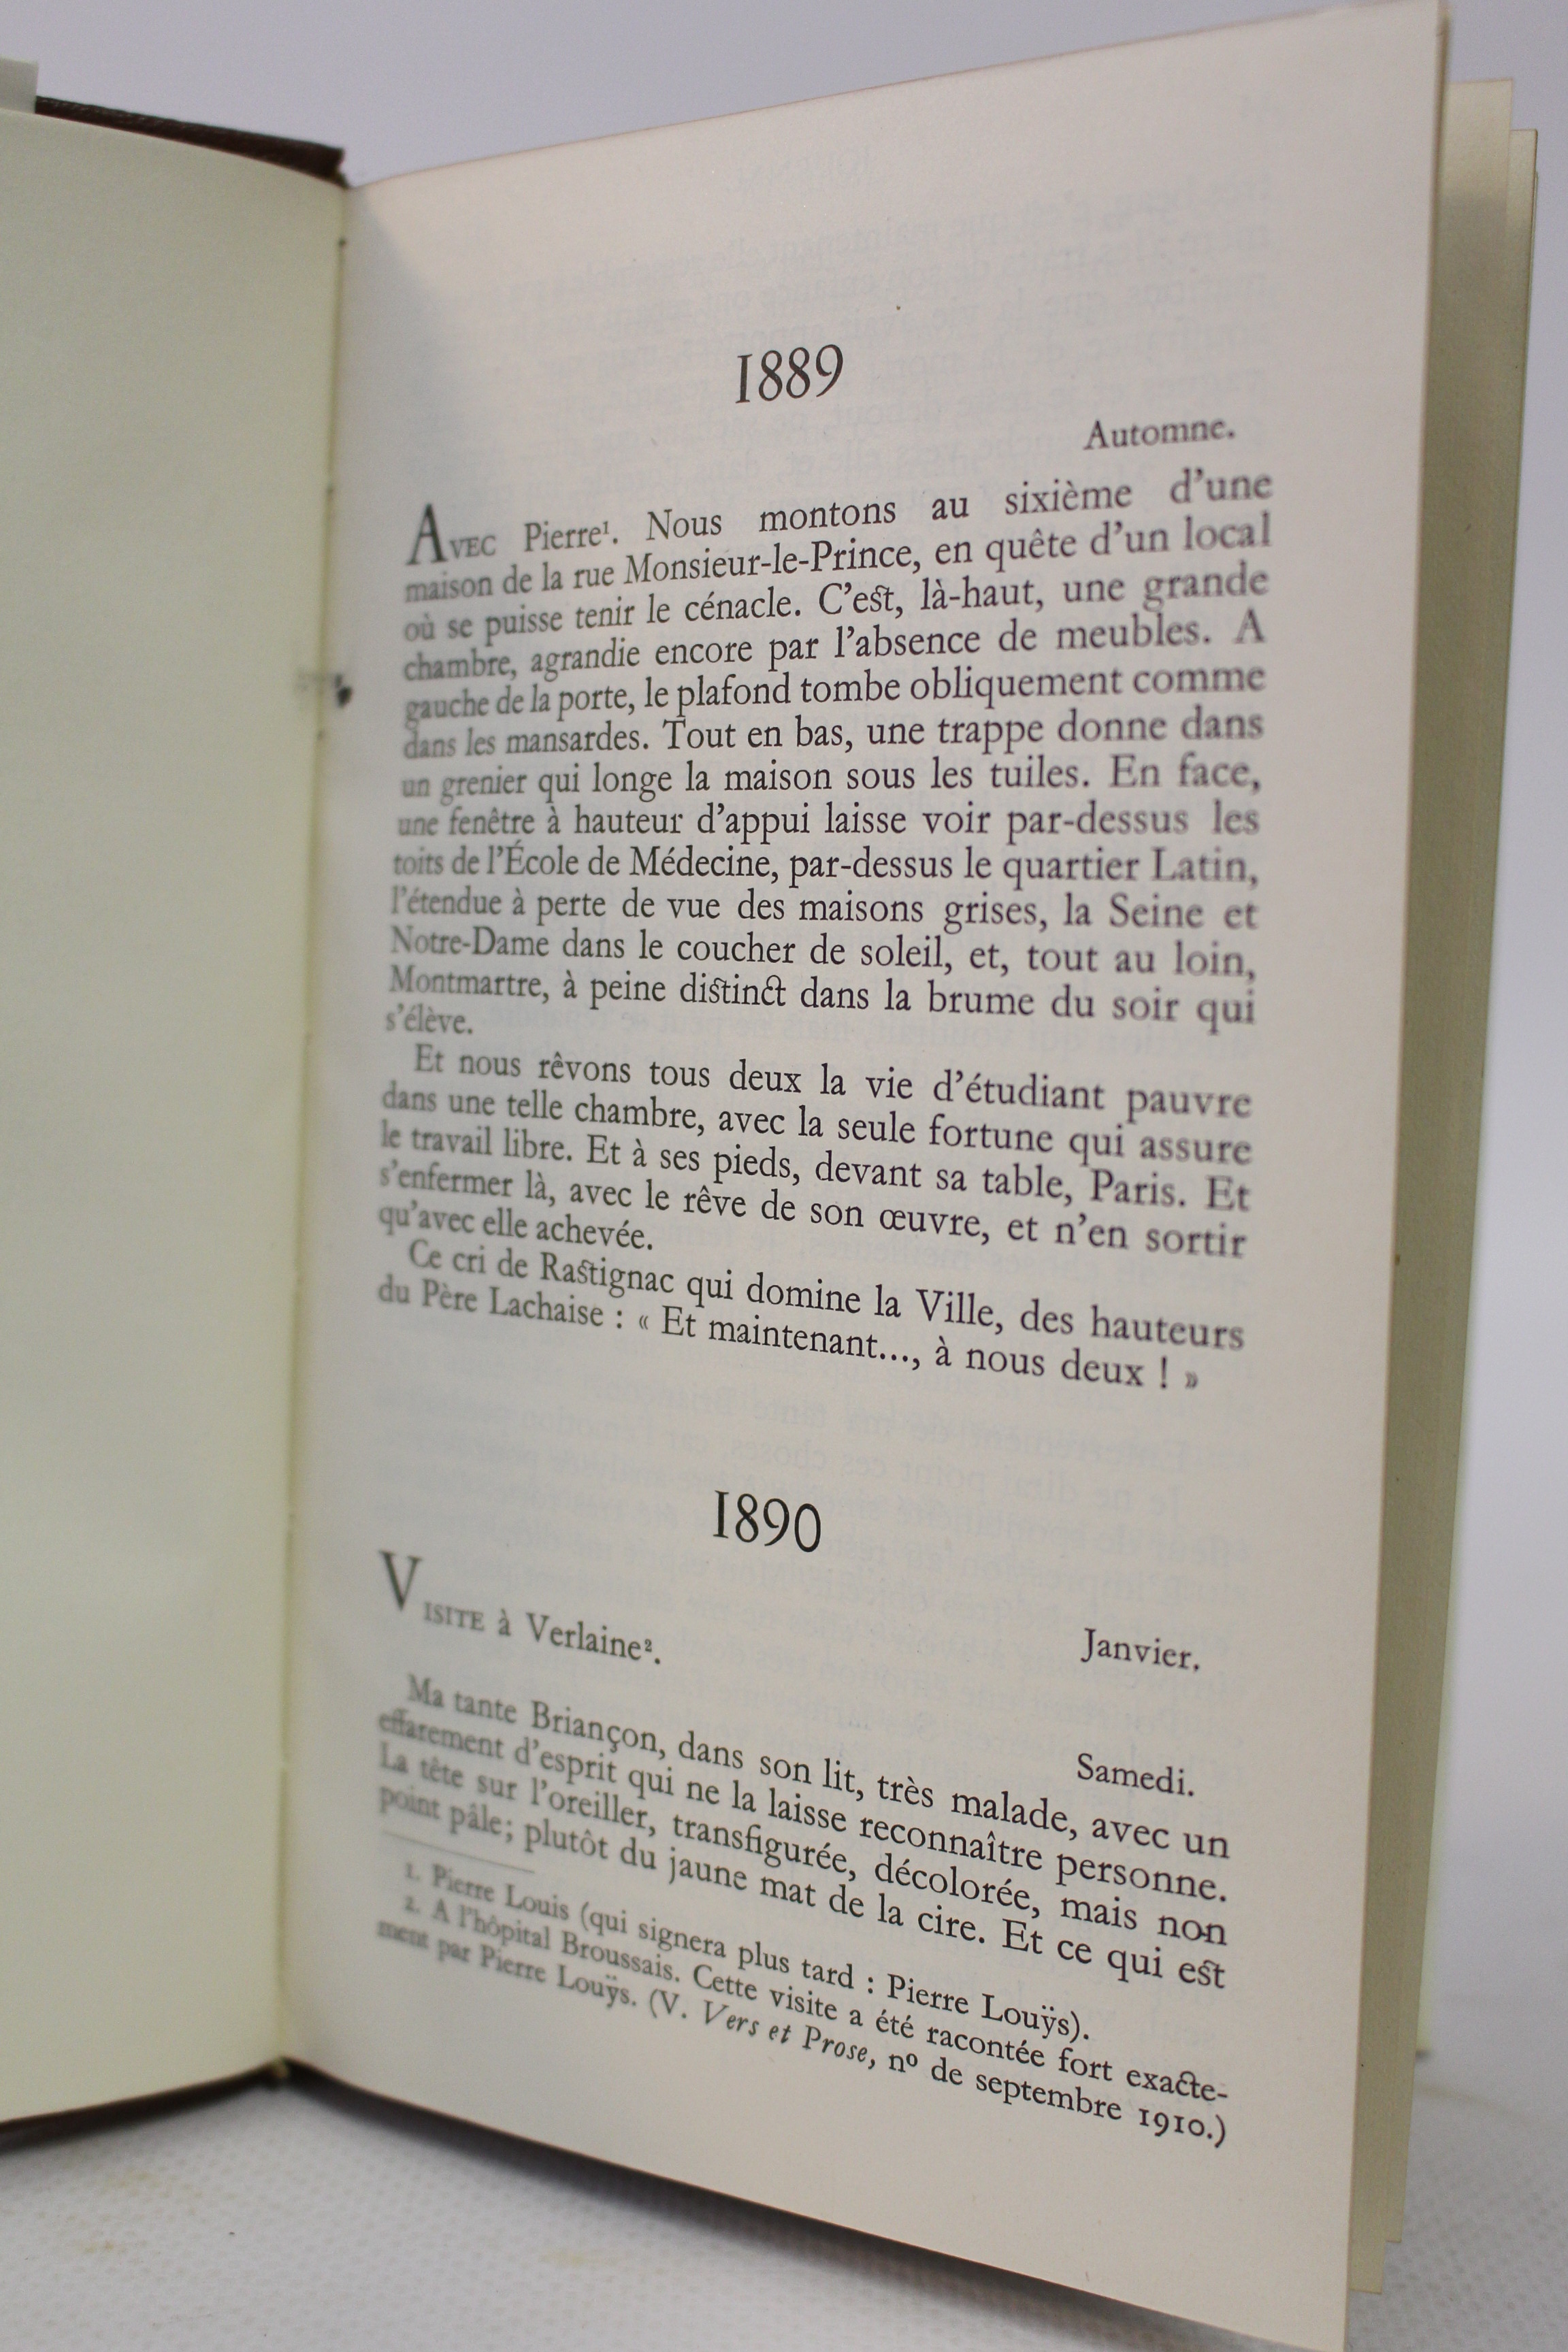 1889
Automne.
AVEC Pierre¹. Nous montons au sixième d'une
maison de la rue Monsieur-le-Prince, en quête d'un local
où se puisse tenir le cénacle. C'est, là-haut, une grande
chambre, agrandie encore par l'absence de meubles. A
gauche de la porte, le plafond tombe obliquement comme
dans les mansardes. Tout en bas, une trappe donne dans
un grenier qui longe la maison sous les tuiles. En face,
une fenêtre à hauteur d'appui laisse voir par-dessus les
toits de l'École de Médecine, par-dessus le quartier Latin,
l'étendue à perte de vue des maisons grises, la Seine et
Notre-Dame dans le coucher de soleil, et, tout au loin,
Montmartre, à peine distinct dans la brume du soir qui
s'élève.
Et nous rêvons tous deux la vie d'étudiant pauvre
dans une telle chambre, avec la seule fortune qui assure
le travail libre. Et à ses pieds, devant sa table, Paris. Et
s'enfermer là, avec le rêve de son œuvre, et n'en sortir
qu'avec elle achevée.
Ce cri de Rastignac qui domine la Ville, des hauteurs
du Père Lachaise : « Et maintenant..., à nous deux ! »
1890
Janvier.
VISITE à Verlaine².
Samedi.
Ma tante Briançon, dans son lit, très malade, avec un
effarement d'esprit qui ne la laisse reconnaître personne.
La tête sur l'oreiller, transfigurée, décolorée, mais non
point pâle; plutôt du jaune mat de la cire. Et ce qui est
1. Pierre Louis (qui signera plus tard : Pierre Louÿs).
2. A l'hôpital Broussais. Cette visite a été racontée fort exacte-
ment par Pierre Louÿs. (V. Vers et Prose, nº de septembre 1910.)